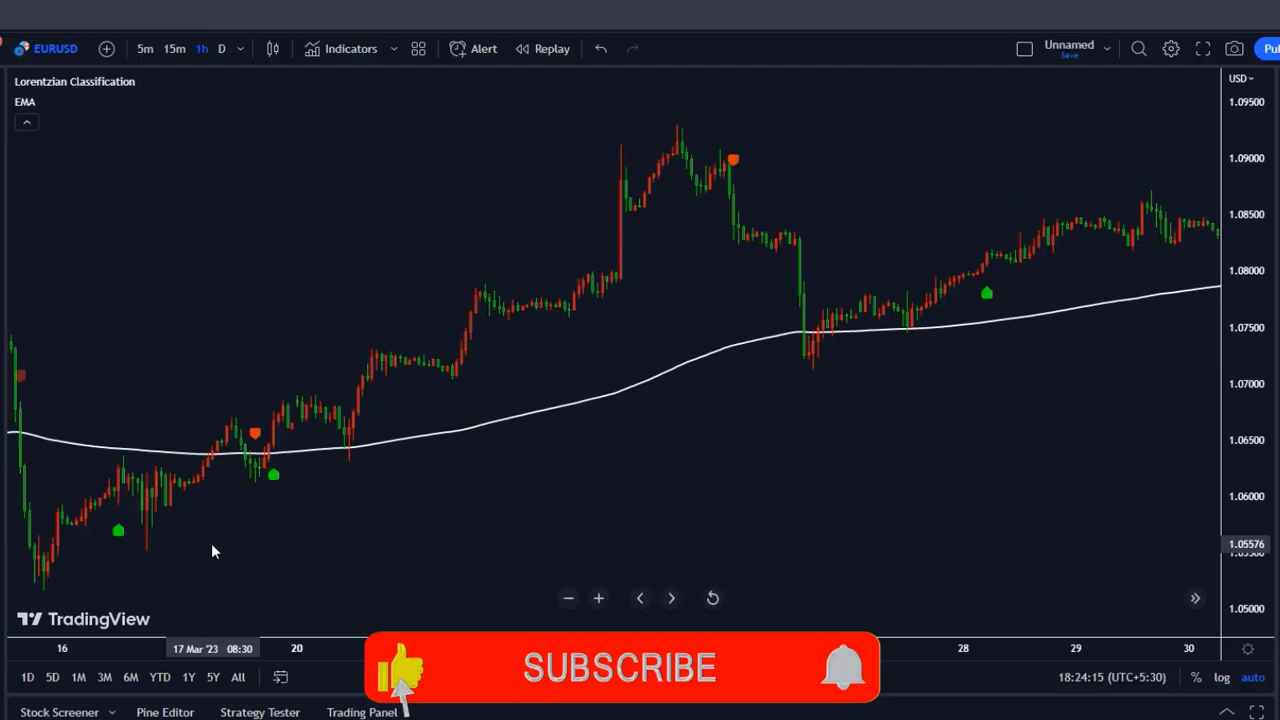 EURUSD 5m 15m 1h D Indicators Alert Replay Unnamed
Save
Lorentzian Classification
USD
EMA
1.09500
1.09000
1.08500
1.08000
1.07500
1.07000
1.06500
1.06000
1.05576
1.05000
TradingView
16 17 Mar '23 08:30 20 28 29 30
SUBSCRIBE
1D 5D 1M 3M 6M YTD 1Y 5Y All 18:24:15 (UTC+5:30) % log auto
Stock Screener Pine Editor Strategy Tester Trading Panel